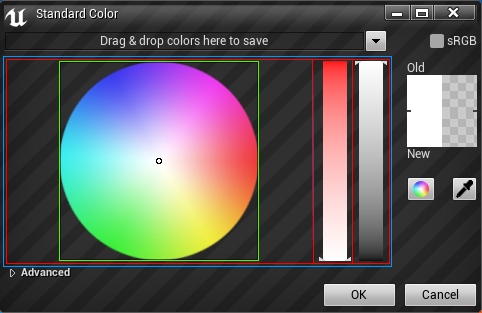 Standard Color
Drag & drop colors here to save
sRGB
Old
New
Advanced
OK
Cancel